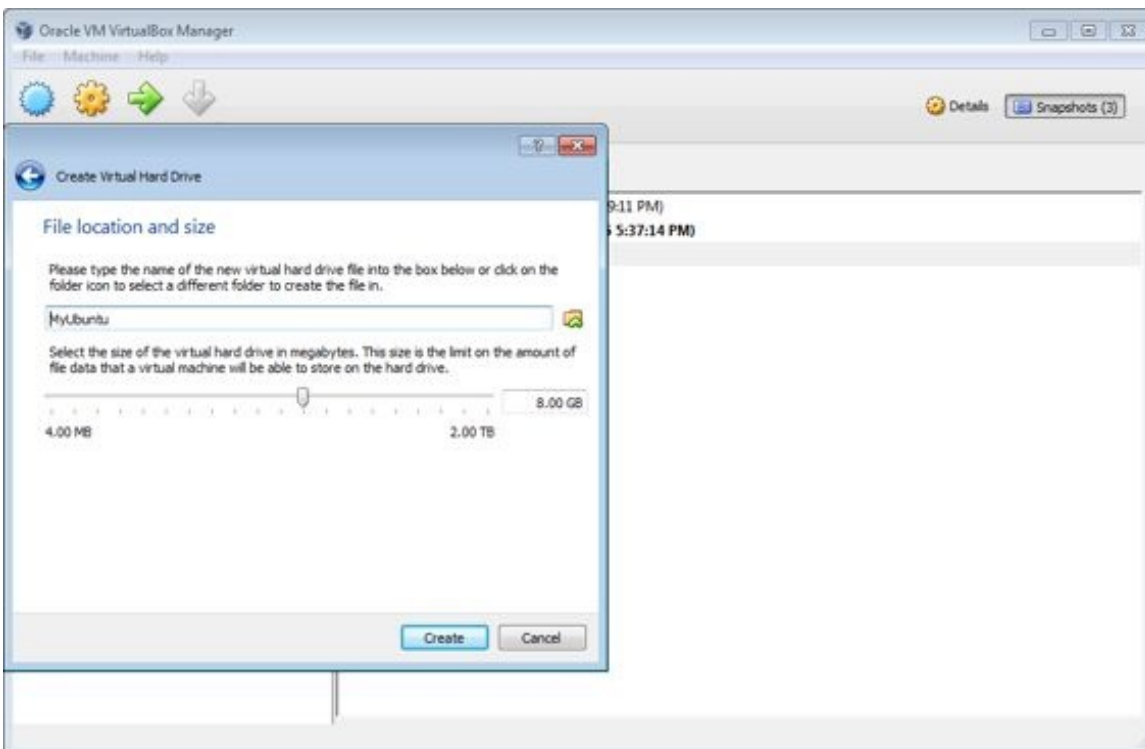 Oracle VM VirtualBox Manager
File Machine Help
Details Snapshots (3)
Create Virtual Hard Drive
9:11 PM)
5:37:14 PM)
File location and size
Please type the name of the new virtual hard drive file into the box below or click on the
folder icon to select a different folder to create the file in.
MyUbuntu
Select the size of the virtual hard drive in megabytes. This size is the limit on the amount of
file data that a virtual machine will be able to store on the hard drive.
8.00 GB
4.00 MB 2.00 TB
Create Cancel